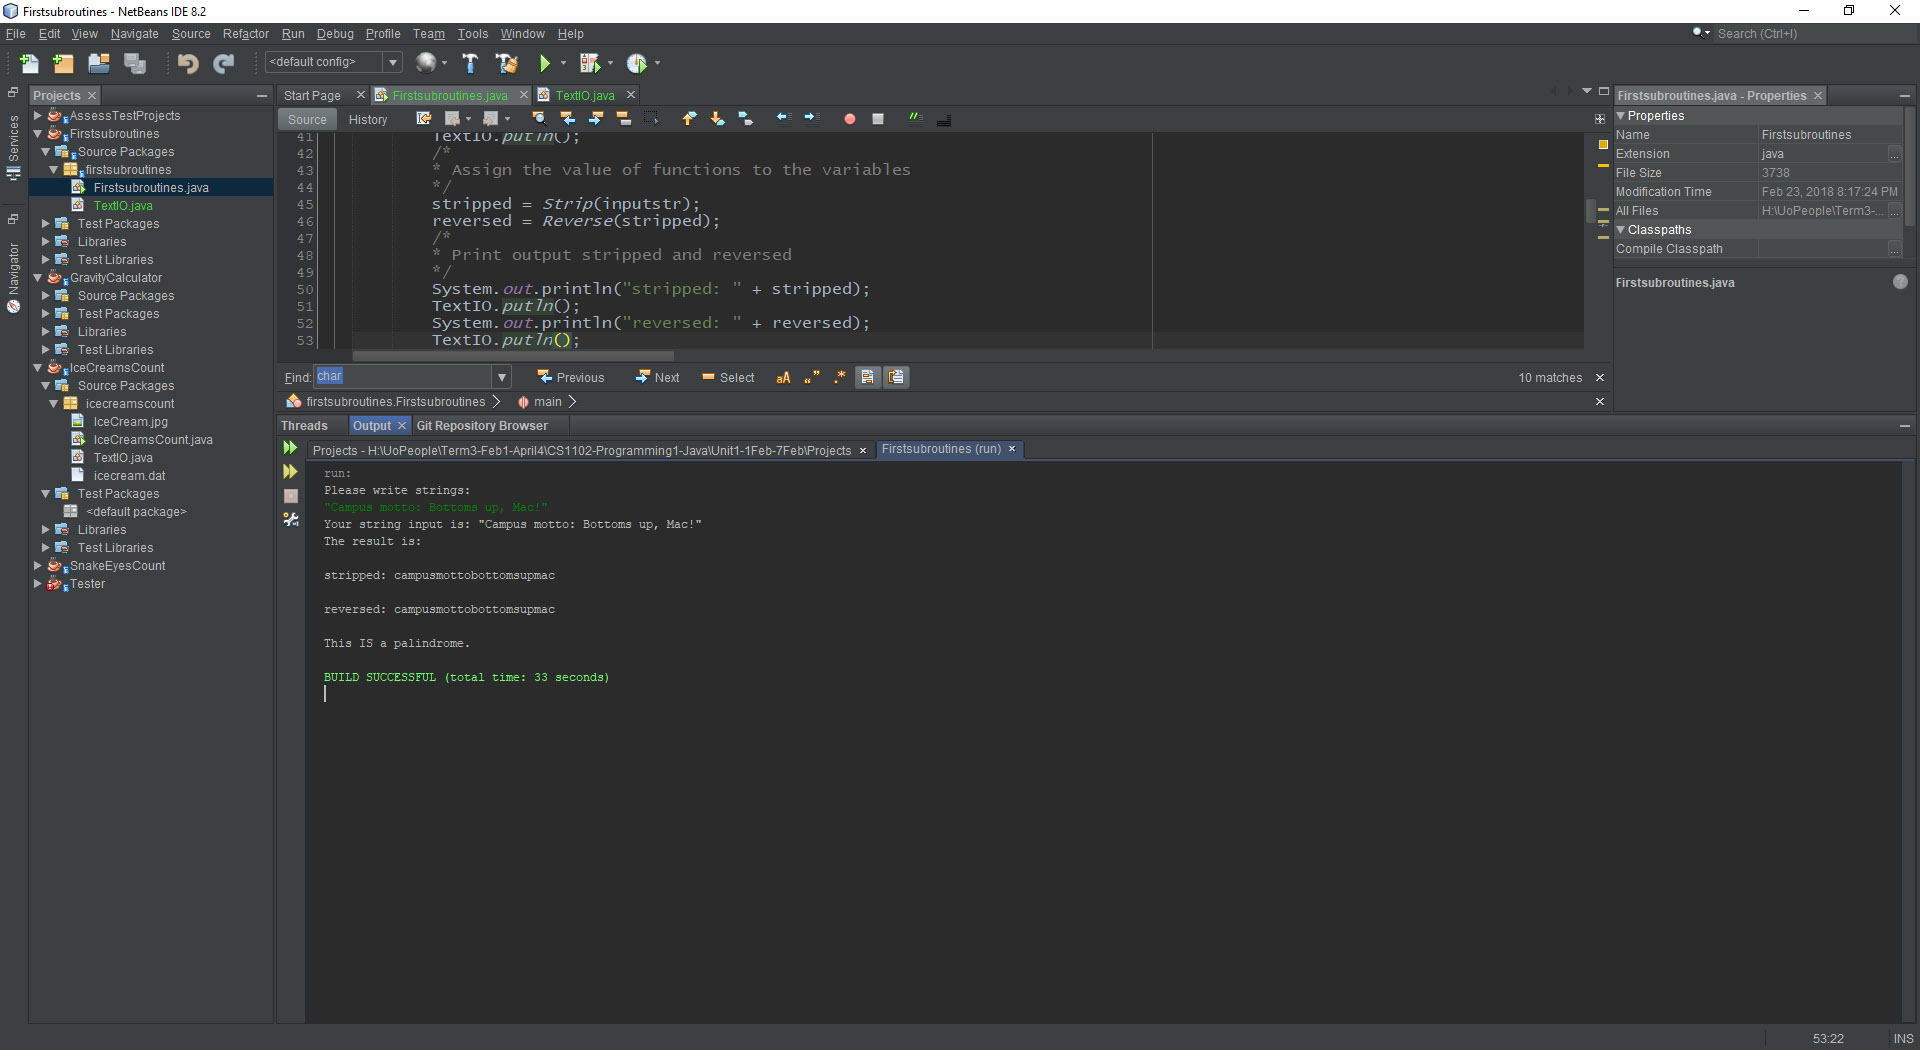 Firstsubroutines - NetBeans IDE 8.2
File Edit View Navigate Source Refactor Run Debug Profile Team Tools Window Help
Search (Ctrl+I)
<default config>
Services
Navigator
Projects
AssessTestProjects
Firstsubroutines
Source Packages
firstsubroutines
Firstsubroutines.java
TextIO.java
Test Packages
Libraries
Test Libraries
GravityCalculator
Source Packages
Test Packages
Libraries
Test Libraries
IceCreamsCount
Source Packages
icecreamscount
IceCream.jpg
IceCreamsCount.java
TextIO.java
icecream.dat
Test Packages
<default package>
Libraries
Test Libraries
SnakeEyesCount
Tester
Start Page Firstsubroutines.java TextIO.java
Source History
41 TextIO.putln();
42 /*
43 * Assign the value of functions to the variables
44 */
45 stripped = Strip(inputstr);
46 reversed = Reverse(stripped);
47 /*
48 * Print output stripped and reversed
49 */
50 System.out.println("stripped: " + stripped);
51 TextIO.putln();
52 System.out.println("reversed: " + reversed);
53 TextIO.putln();
Find: char Previous Next Select 10 matches
firstsubroutines.Firstsubroutines main
Threads Output Git Repository Browser
Projects - H:\UoPeople\Term3-Feb1-April4\CS1102-Programming1-Java\Unit1-1Feb-7Feb\Projects Firstsubroutines (run)
run:
Please write strings:
"Campus motto: Bottoms up, Mac!"
Your string input is: "Campus motto: Bottoms up, Mac!"
The result is:
stripped: campusmottobottomsupmac
reversed: campusmottobottomsupmac
This IS a palindrome.
BUILD SUCCESSFUL (total time: 33 seconds)
Firstsubroutines.java - Properties
Properties
Name Firstsubroutines
Extension java ...
File Size 3738
Modification Time Feb 23, 2018 8:17:24 PM
All Files H:\UoPeople\Term3-... ...
Classpaths
Compile Classpath ...
Firstsubroutines.java
53:22 INS